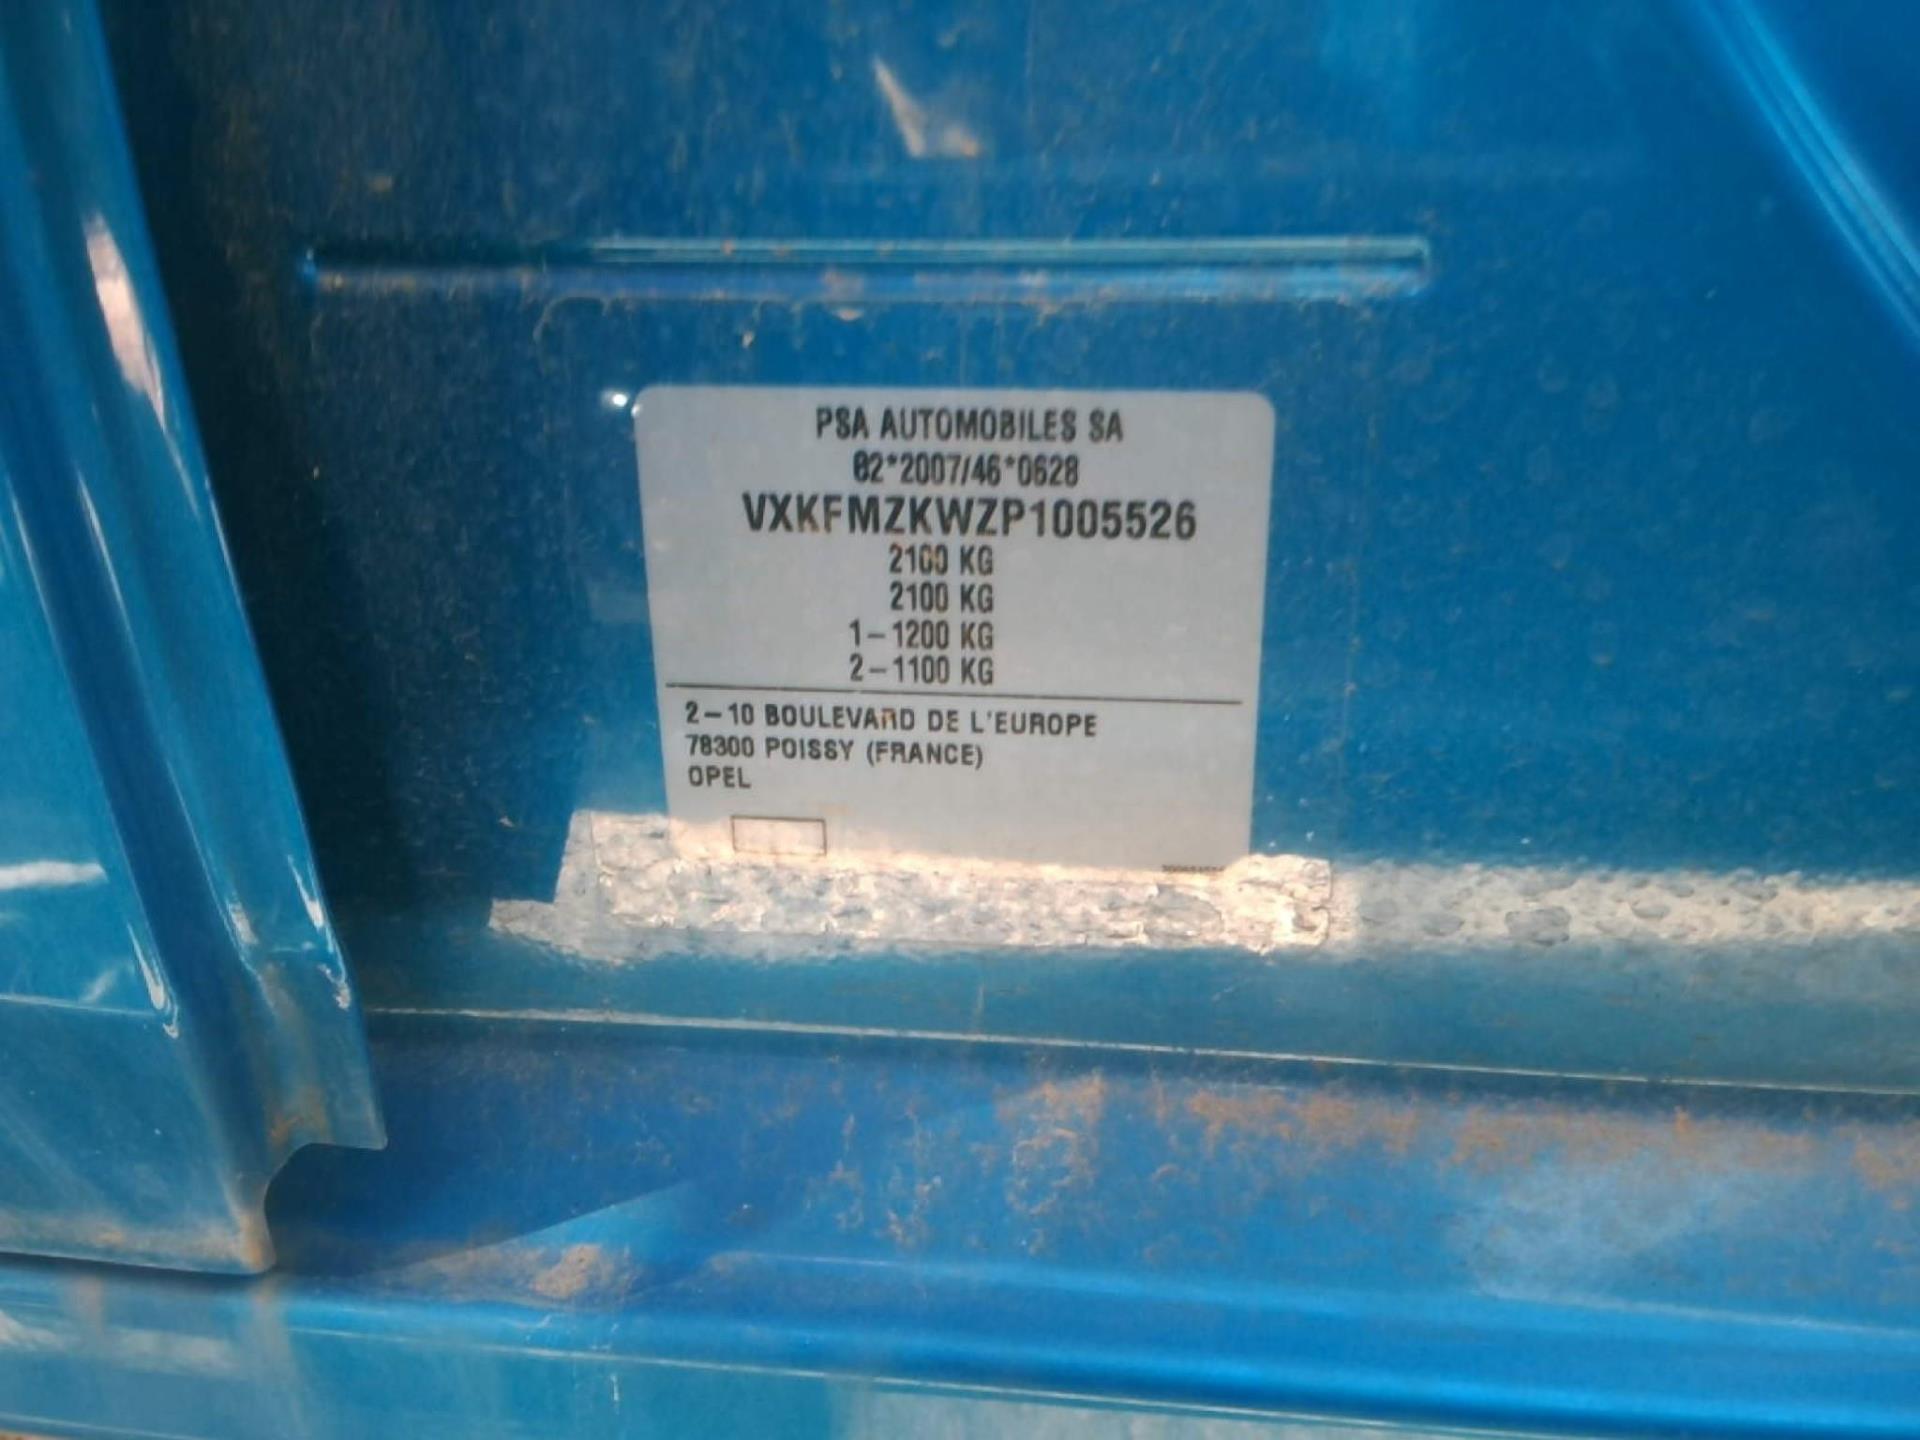 PSA AUTOMOBILES SA
02*2007/46*0628
VXKFMZKWZP1005526
2100 KG
2100 KG
1-1200 KG
2-1100 KG
2-10 BOULEVARD DE L'EUROPE
78300 POISSY (FRANCE)
OPEL